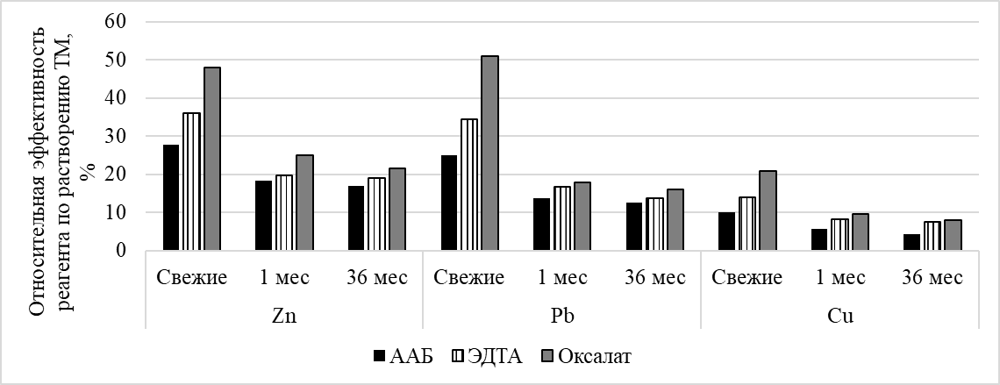 Относительная эффективность
реагента по растворению ТМ,
%
60
50
40
30
20
10
0
Свежие 1 мес 36 мес Свежие 1 мес 36 мес Свежие 1 мес 36 мес
Zn Pb Cu
ААБ ЭДТА Оксалат